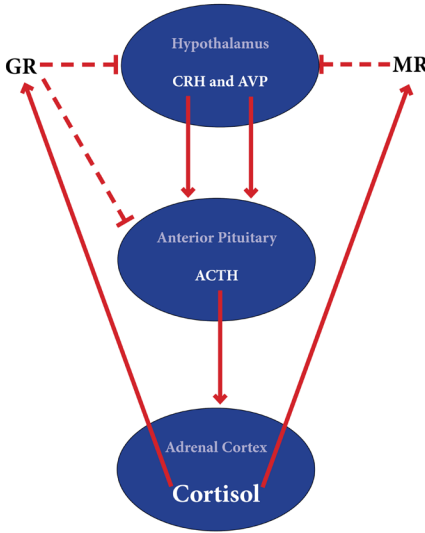 Hypothalamus
GR
MR
CRH and AVP
Anterior Pituitary
ACTH
Adrenal Cortex
Cortisol